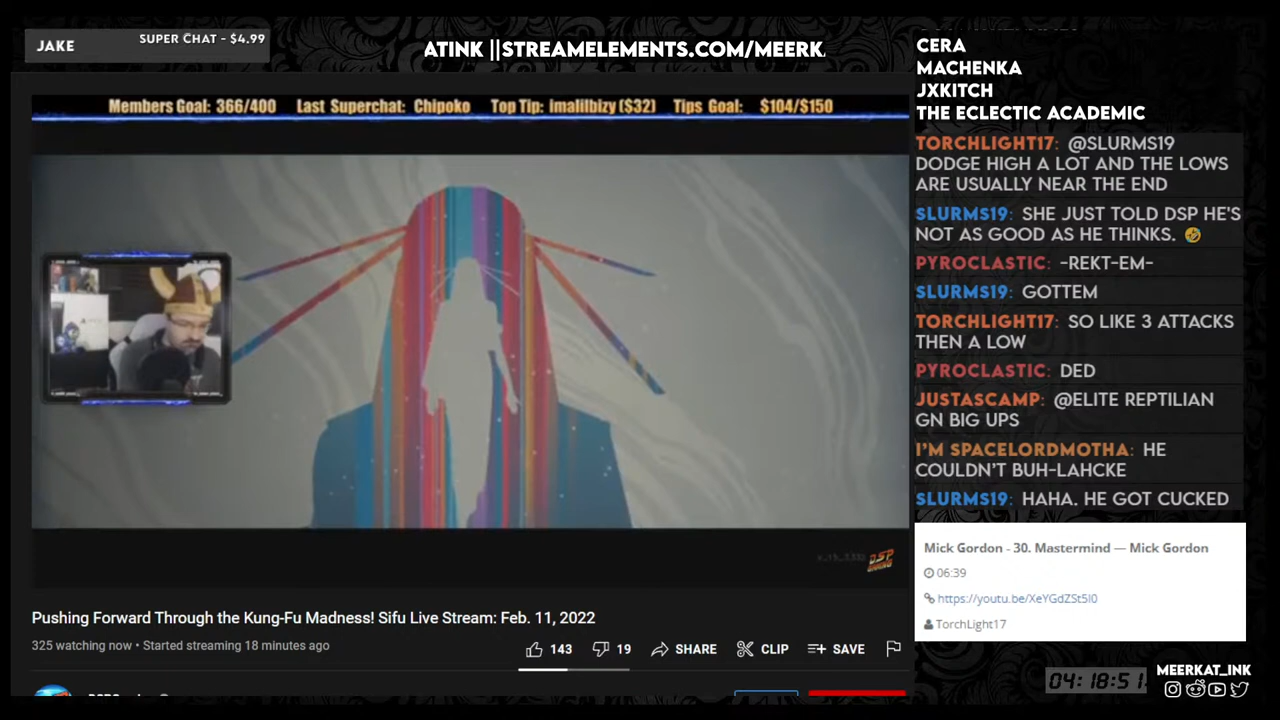 JAKE
SUPER CHAT - $4.99
ATINK ||STREAMELEMENTS.COM/MEERK
Members Goal: 366/400 Last Superchat: Chipoko Top Tip: imalilbizy ($32) Tips Goal: $104/$150
DSP
Pushing Forward Through the Kung-Fu Madness! Sifu Live Stream: Feb. 11, 2022
325 watching now • Started streaming 18 minutes ago
143 19 SHARE CLIP SAVE
CERA
MACHENKA
JXKITCH
THE ECLECTIC ACADEMIC
TORCHLIGHT17: @SLURMS19
DODGE HIGH A LOT AND THE LOWS
ARE USUALLY NEAR THE END
SLURMS19: SHE JUST TOLD DSP HE'S
NOT AS GOOD AS HE THINKS. 🤣
PYROCLASTIC: -REKT-EM-
SLURMS19: GOTTEM
TORCHLIGHT17: SO LIKE 3 ATTACKS
THEN A LOW
PYROCLASTIC: DED
JUSTASCAMP: @ELITE REPTILIAN
GN BIG UPS
I'M SPACELORDMOTHA: HE
COULDN'T BUH-LAHCKE
SLURMS19: HAHA. HE GOT CUCKED
Mick Gordon - 30. Mastermind — Mick Gordon
06:39
https://youtu.be/XeYGdZSt5I0
TorchLight17
04:18:51
MEERKAT_INK